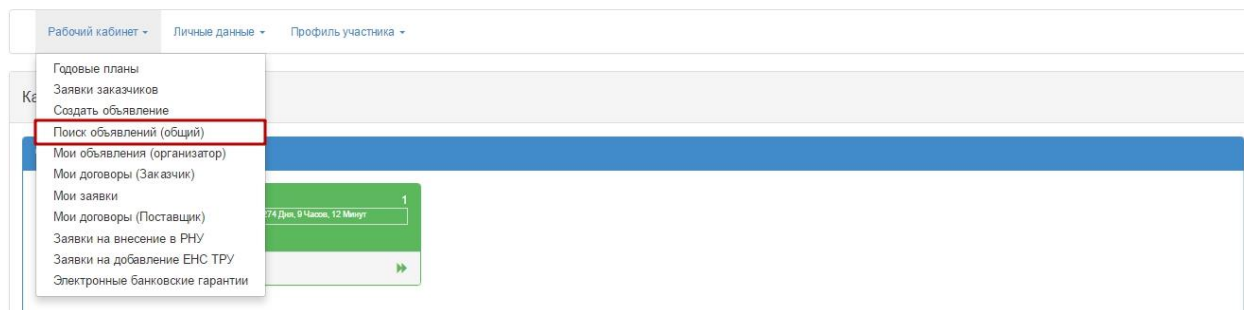 Рабочий кабинет Личные данные Профиль участника
Годовые планы
Заявки заказчиков
Ка
Создать объявление
Поиск объявлений (общий)
Мои объявления (организатор)
Мои договоры (Заказчик)
Мои заявки
1
Мои договоры (Поставщик)
274 Дня, 9 Часов, 12 Минут
Заявки на внесение в РНУ
Заявки на добавление ЕНС ТРУ
Электронные банковские гарантии